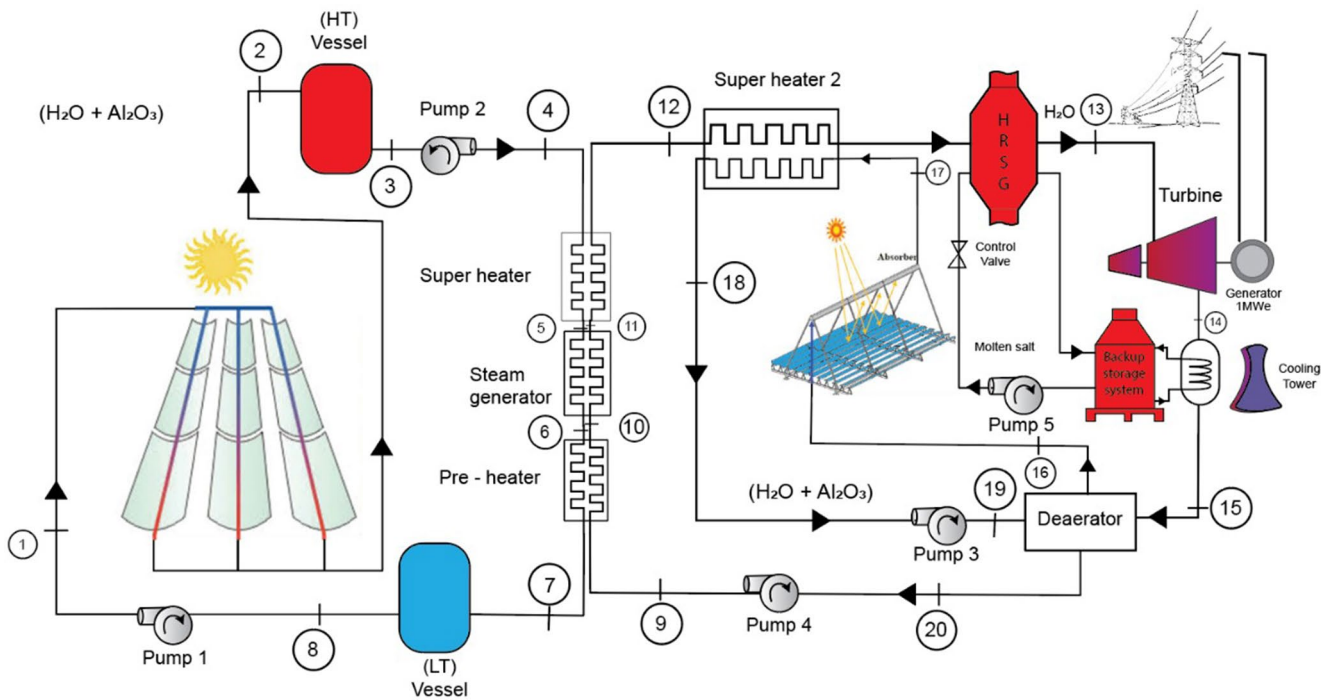 (HT)
Vessel
2
(H₂O + Al₂O₃)
Pump 2
4
3
12
Super heater 2
H
R
S
G
H₂O
13
17
Turbine
Control
Valve
Absorber
Generator
1MWe
18
14
Super heater
5
11
Molten salt
Backup
storage
system
Cooling
Tower
Steam
generator
Pump 5
6
10
16
Pre - heater
(H₂O + Al₂O₃)
19
15
Deaerator
1
Pump 3
7
9
Pump 4
20
8
Pump 1
(LT)
Vessel